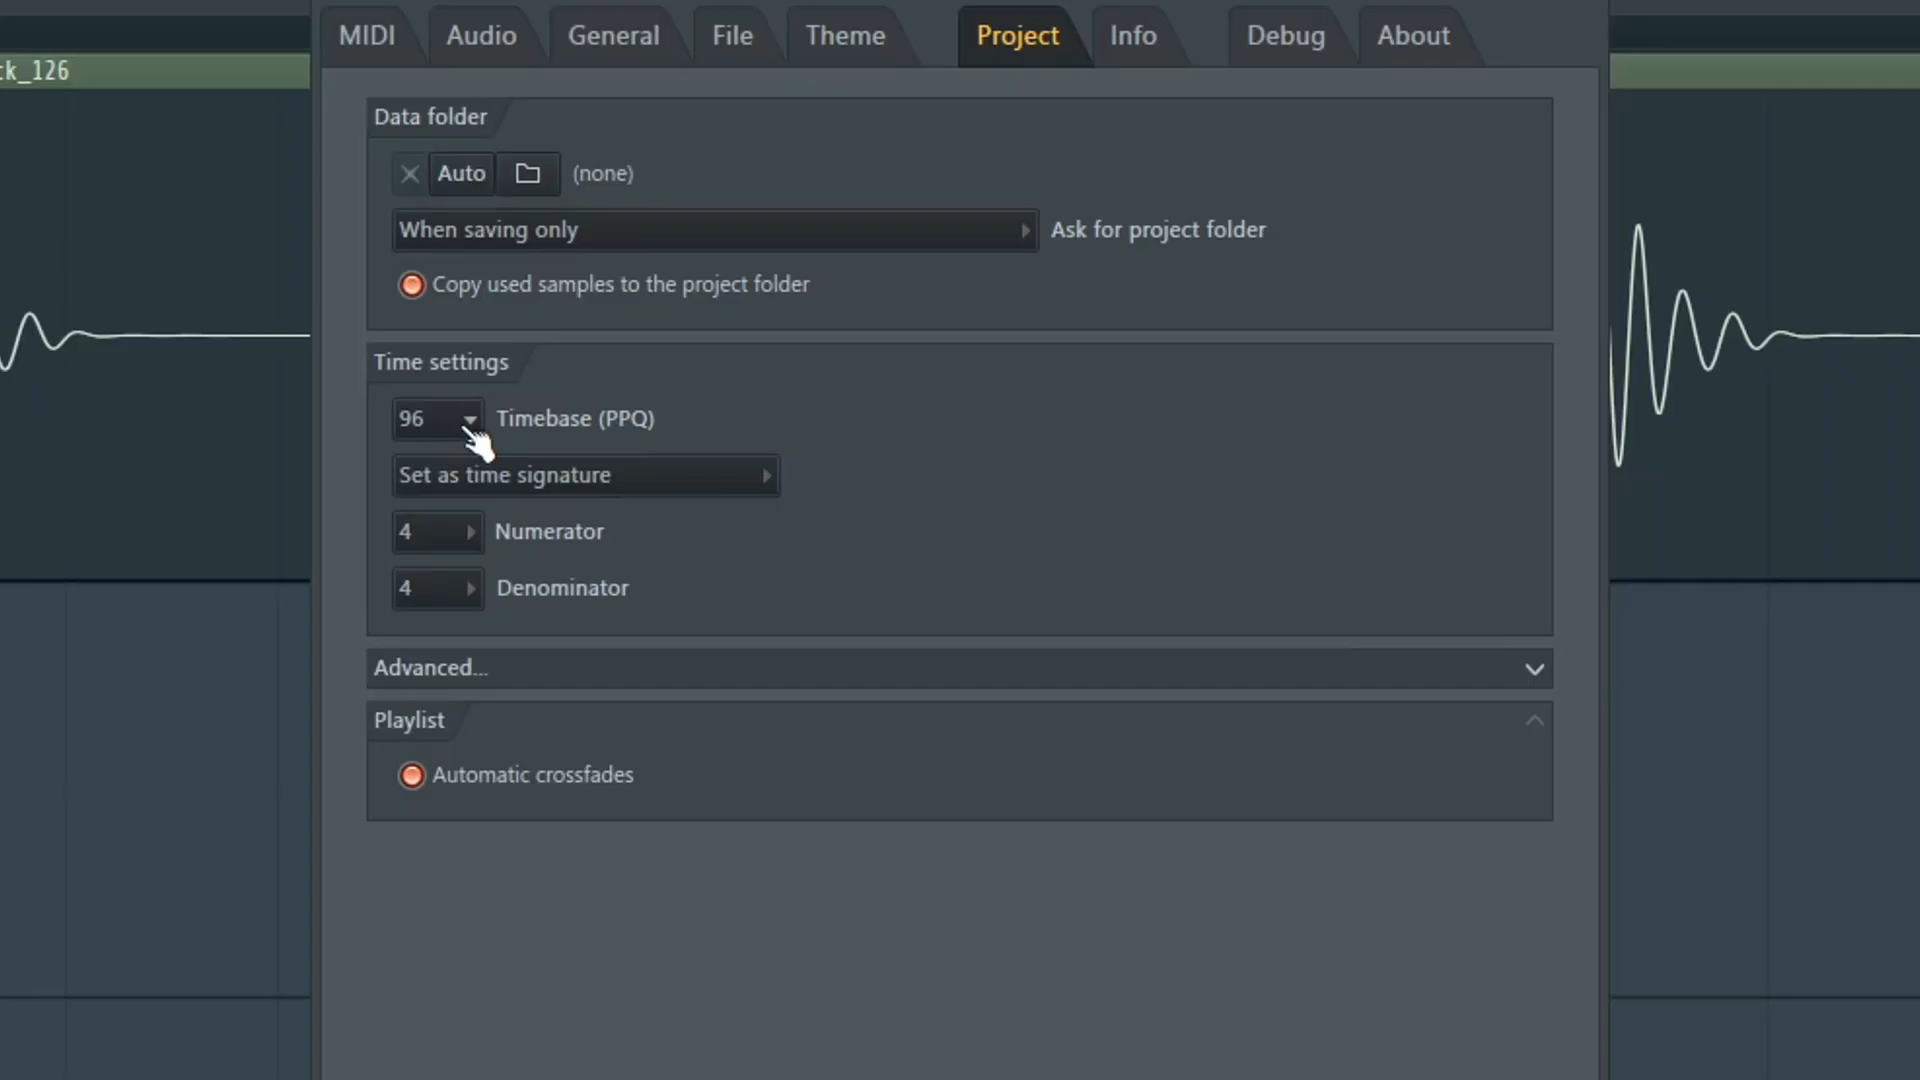 MIDI Audio General File Theme Project Info Debug About
ck_126
Data folder
Auto (none)
When saving only Ask for project folder
Copy used samples to the project folder
Time settings
96 Timebase (PPQ)
Set as time signature
4 Numerator
4 Denominator
Advanced...
Playlist
Automatic crossfades